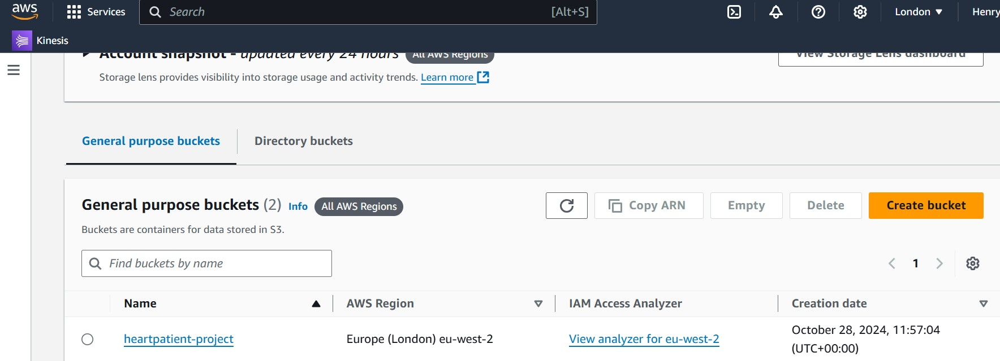 aws Services Search [Alt+S] London Henry
Kinesis
Account snapshot - updated every 24 hours All AWS Regions View Storage Lens dashboard
Storage lens provides visibility into storage usage and activity trends. Learn more
General purpose buckets Directory buckets
General purpose buckets (2) Info All AWS Regions Copy ARN Empty Delete Create bucket
Buckets are containers for data stored in S3.
Find buckets by name 1
Name AWS Region IAM Access Analyzer Creation date
heartpatient-project Europe (London) eu-west-2 View analyzer for eu-west-2 October 28, 2024, 11:57:04
(UTC+00:00)